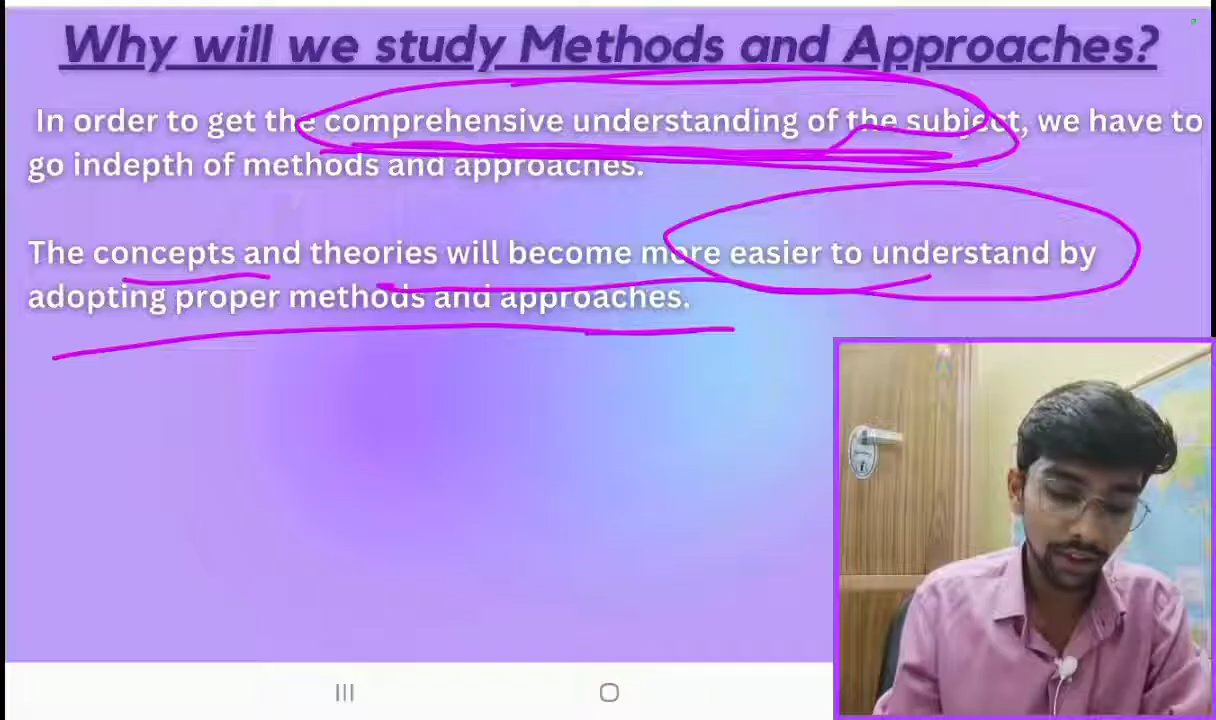 Why will we study Methods and Approaches?
In order to get the comprehensive understanding of the subject, we have to
go indepth of methods and approaches.
The concepts and theories will become more easier to understand by
adopting proper methods and approaches.